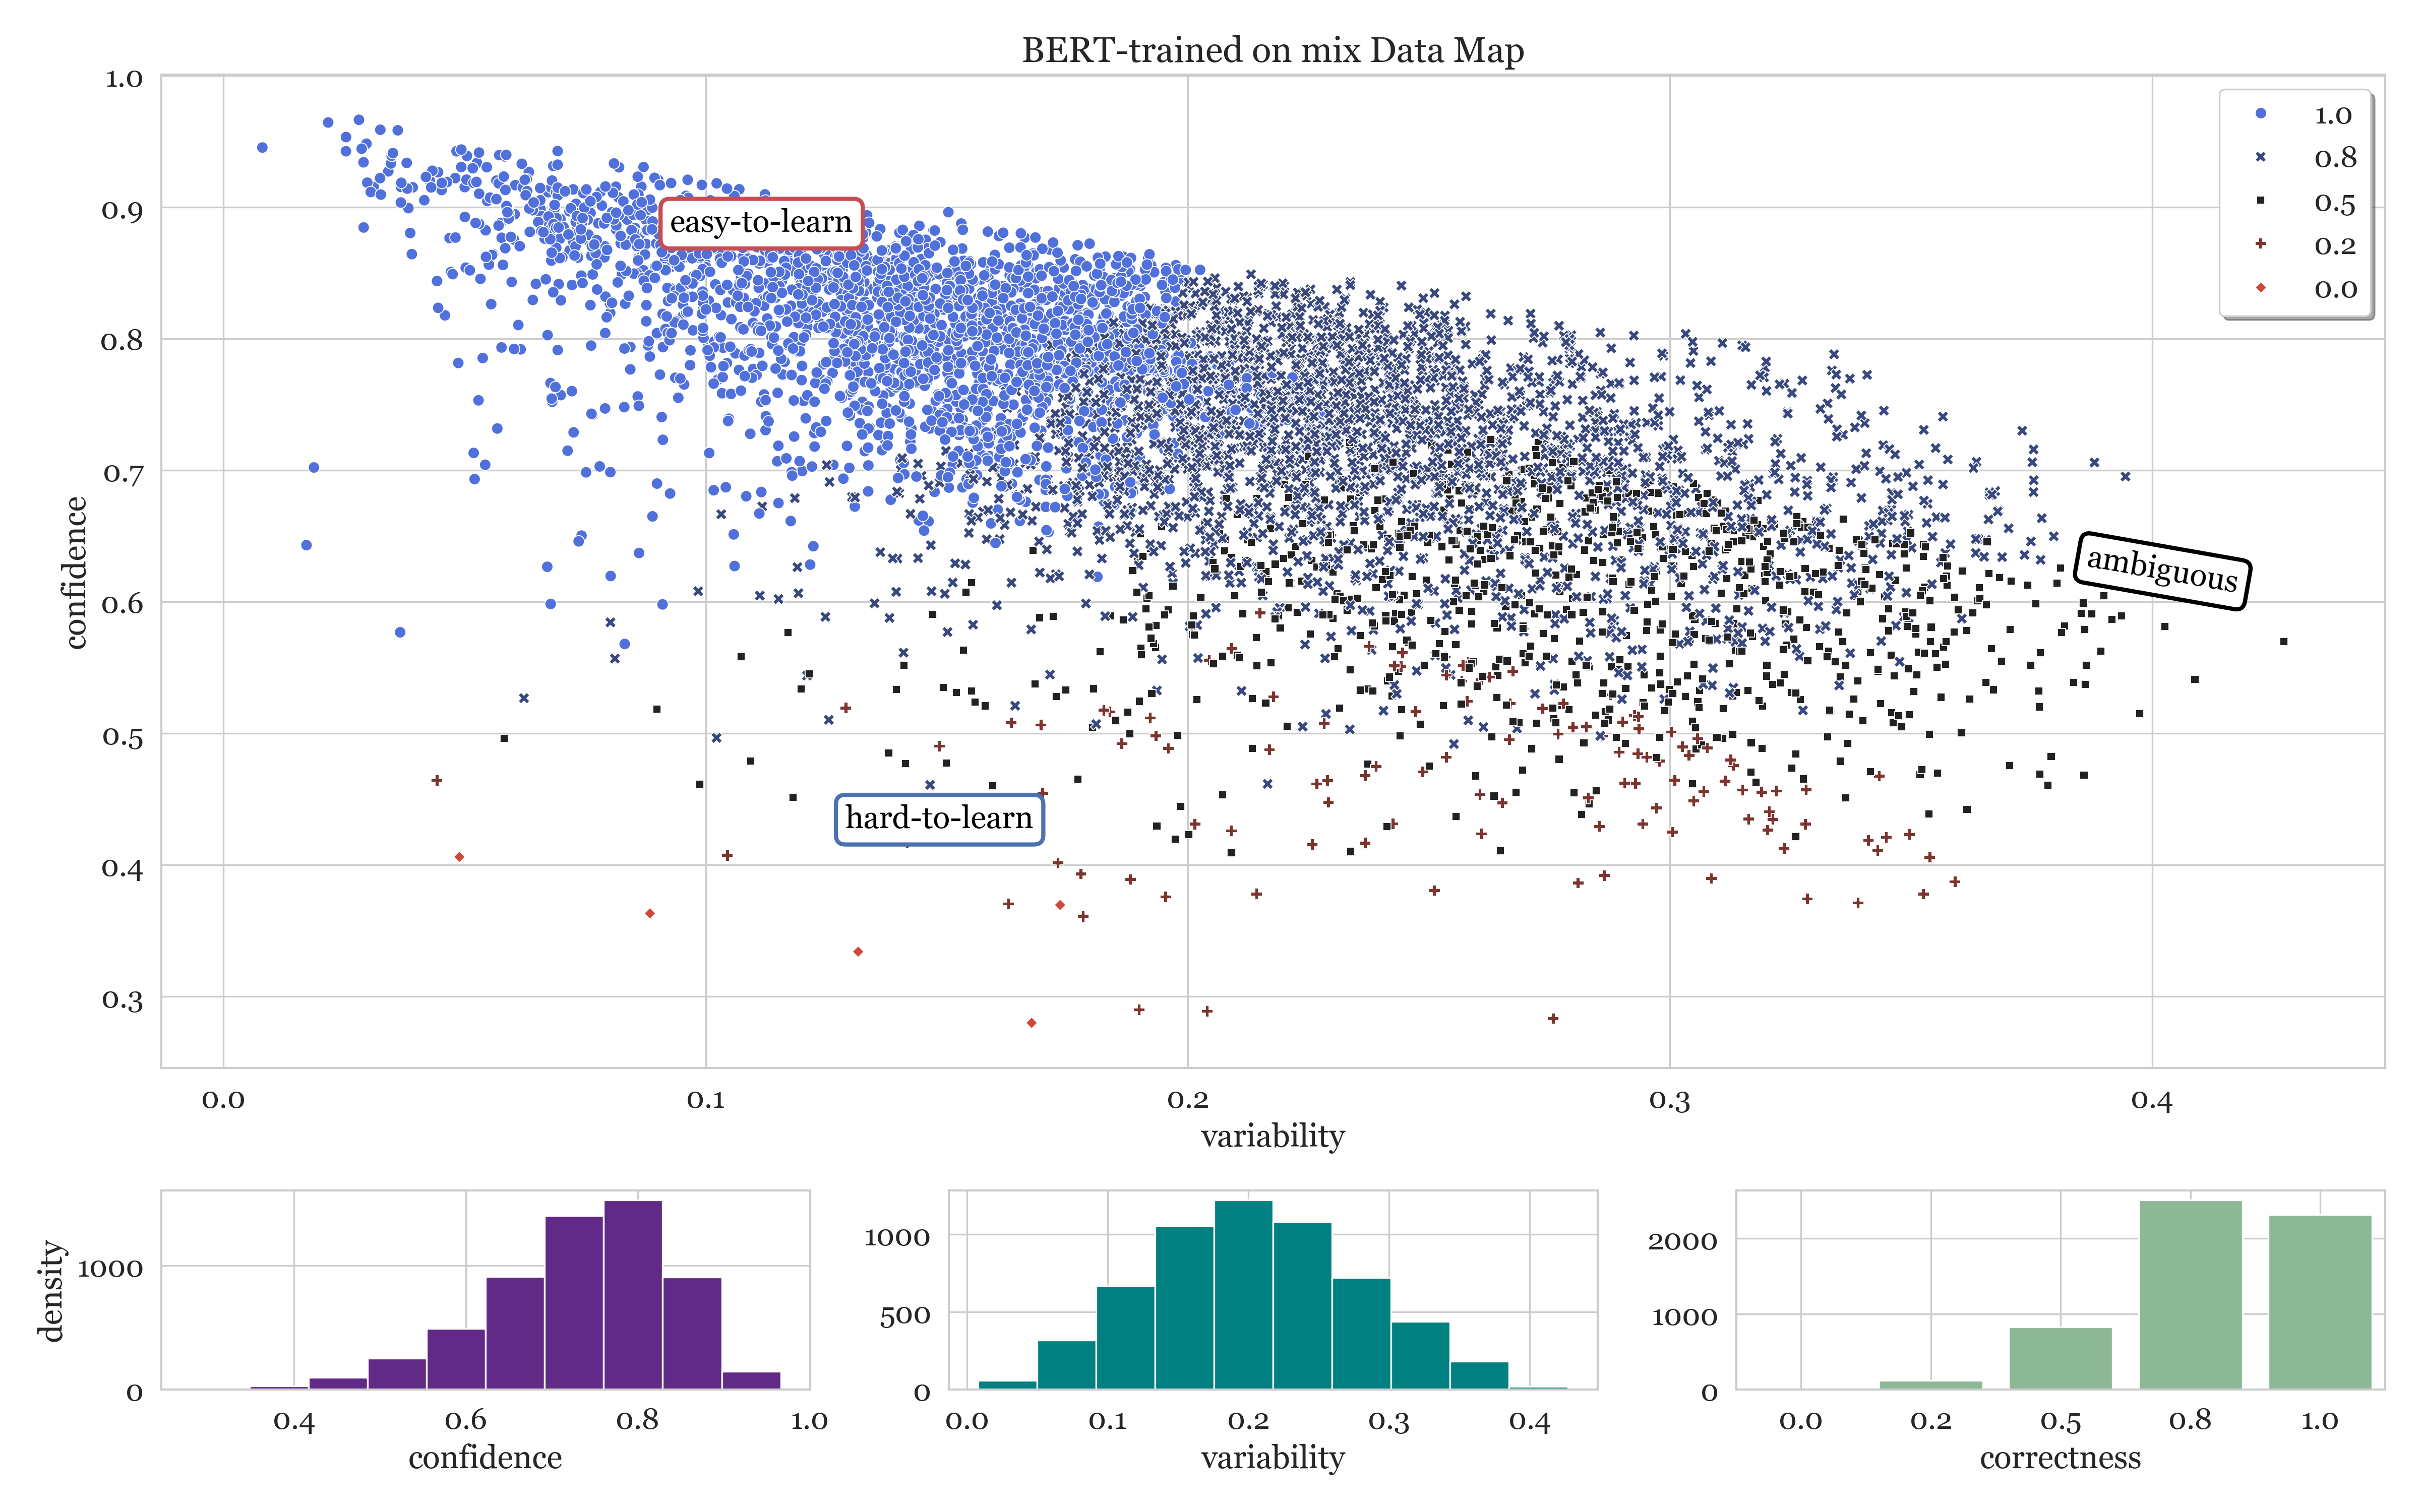 BERT-trained on mix Data Map
1.0
0.9
0.8
0.7
0.6
0.5
0.4
0.3
confidence
easy-to-learn
hard-to-learn
ambiguous
1.0
0.8
0.5
0.2
0.0
0.0 0.1 0.2 0.3 0.4
variability
density
1000
0
0.4 0.6 0.8 1.0
confidence
1000
500
0
0.0 0.1 0.2 0.3 0.4
variability
2000
1000
0
0.0 0.2 0.5 0.8 1.0
correctness